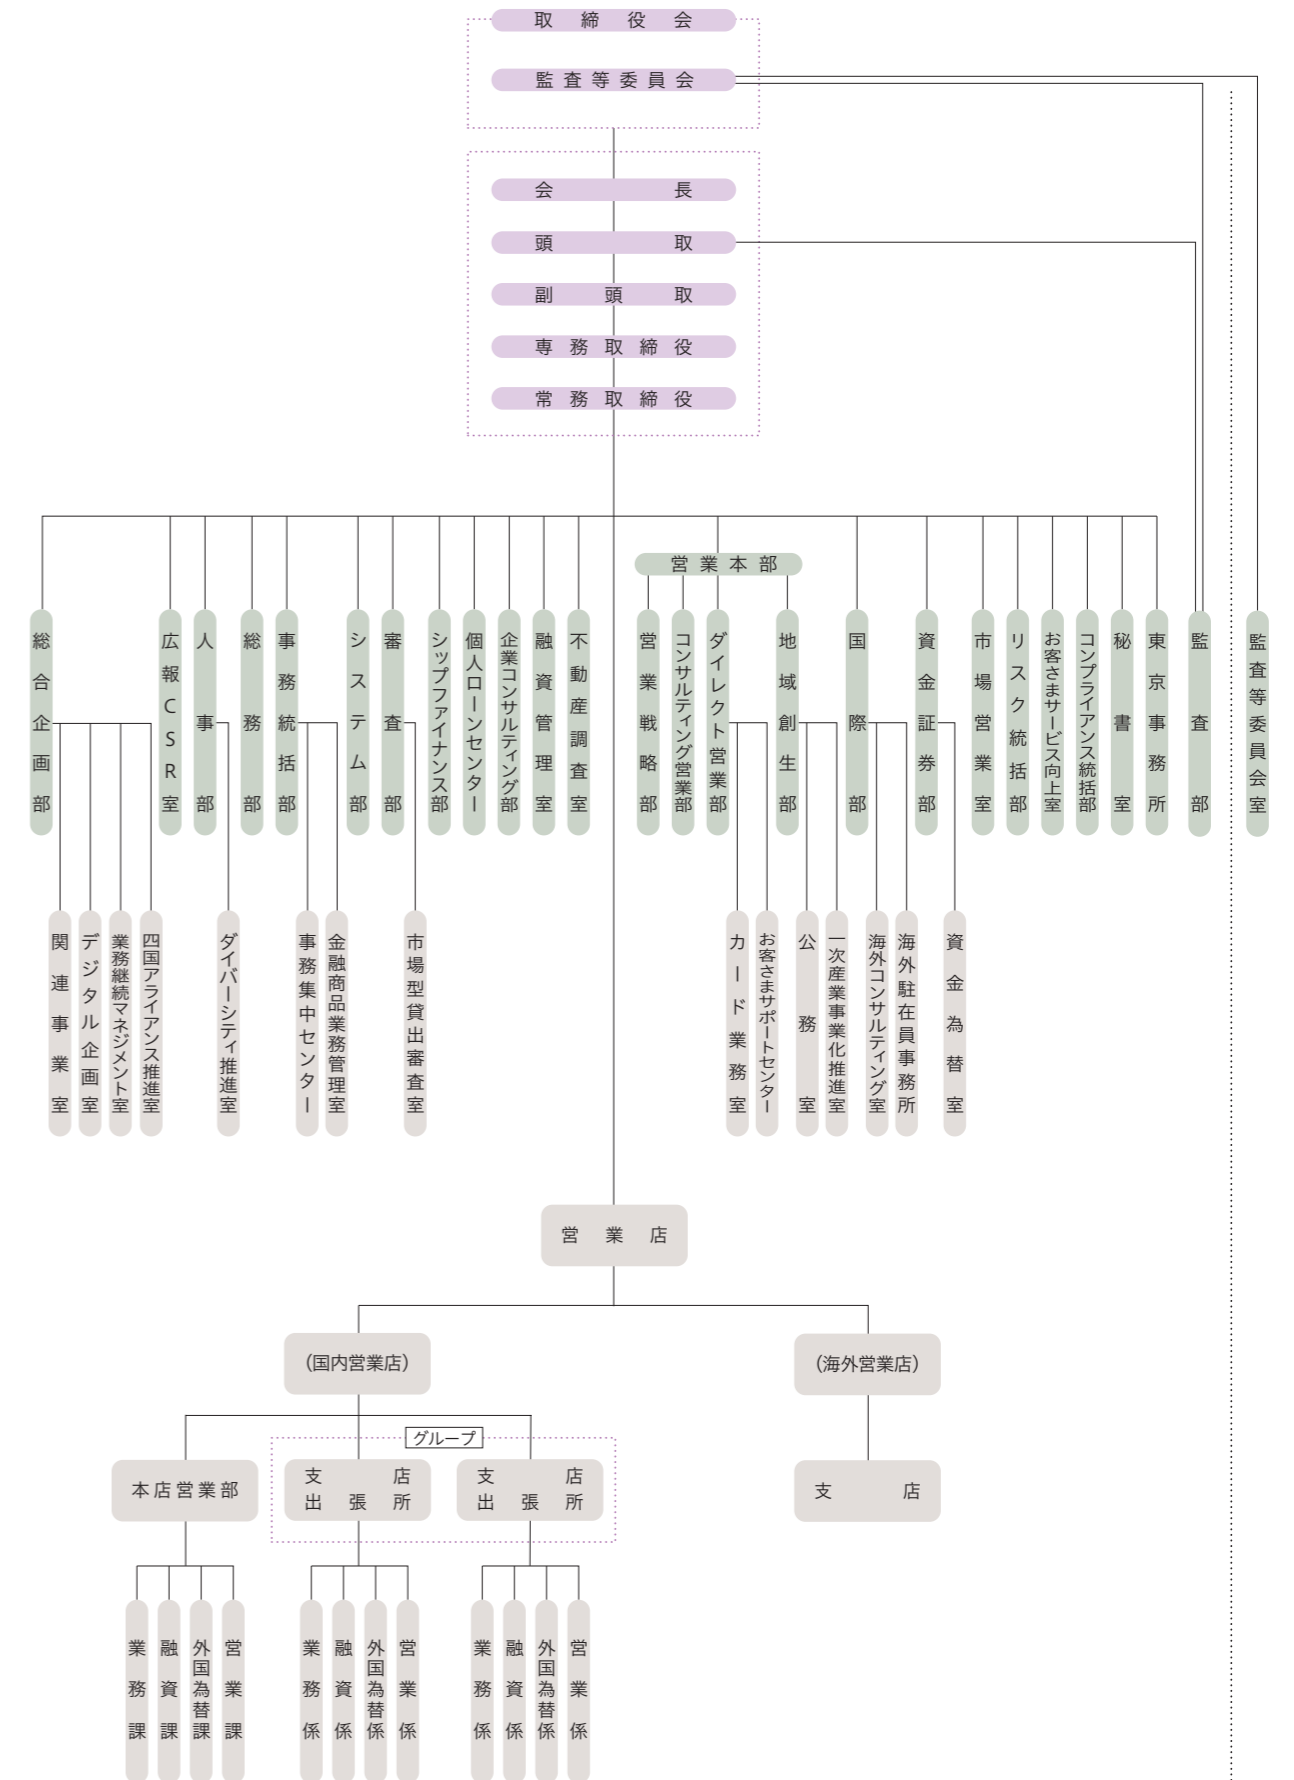 取締役会
監査等委員会
会長
頭取
副頭取
専務取締役
常務取締役
営業本部
総合企画部
広報CSR室
人事部
総務部
事務統括部
システム部
審査部
シップファイナンス部
個人ローンセンター
企業コンサルティング部
融資管理室
不動産調査室
営業戦略部
コンサルティング営業部
ダイレクト営業部
地域創生部
国際部
資金証券部
市場営業室
リスク統括部
お客さまサービス向上室
コンプライアンス統括部
秘書室
東京事務所
監査部
監査等委員会室
関連事業室
デジタル企画室
業務継続マネジメント室
四国アライアンス推進室
ダイバーシティ推進室
事務集中センター
金融商品業務管理室
市場型貸出審査室
カード業務室
お客さまサポートセンター
公務室
一次産業事業化推進室
海外コンサルティング室
海外駐在員事務所
資金為替室
営業店
(国内営業店)
(海外営業店)
グループ
本店営業部
支店
出張所
支店
出張所
支店
業務課
融資課
外国為替課
営業課
業務係
融資係
外国為替係
営業係
業務係
融資係
外国為替係
営業係